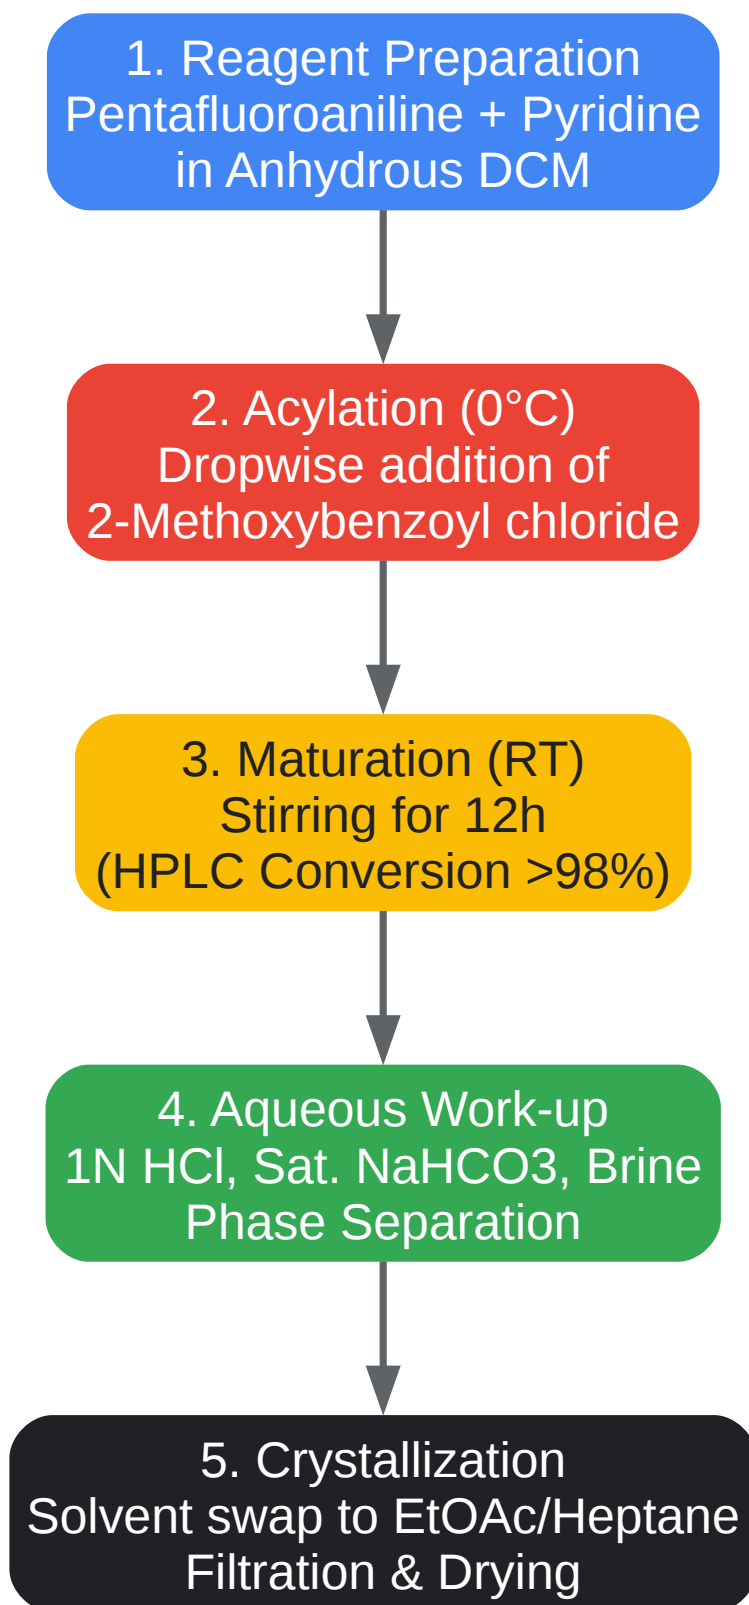 1. Reagent Preparation
Pentafluoroaniline + Pyridine
in Anhydrous DCM
2. Acylation (0°C)
Dropwise addition of
2-Methoxybenzoyl chloride
3. Maturation (RT)
Stirring for 12h
(HPLC Conversion >98%)
4. Aqueous Work-up
1N HCl, Sat. NaHCO3, Brine
Phase Separation
5. Crystallization
Solvent swap to EtOAc/Heptane
Filtration & Drying